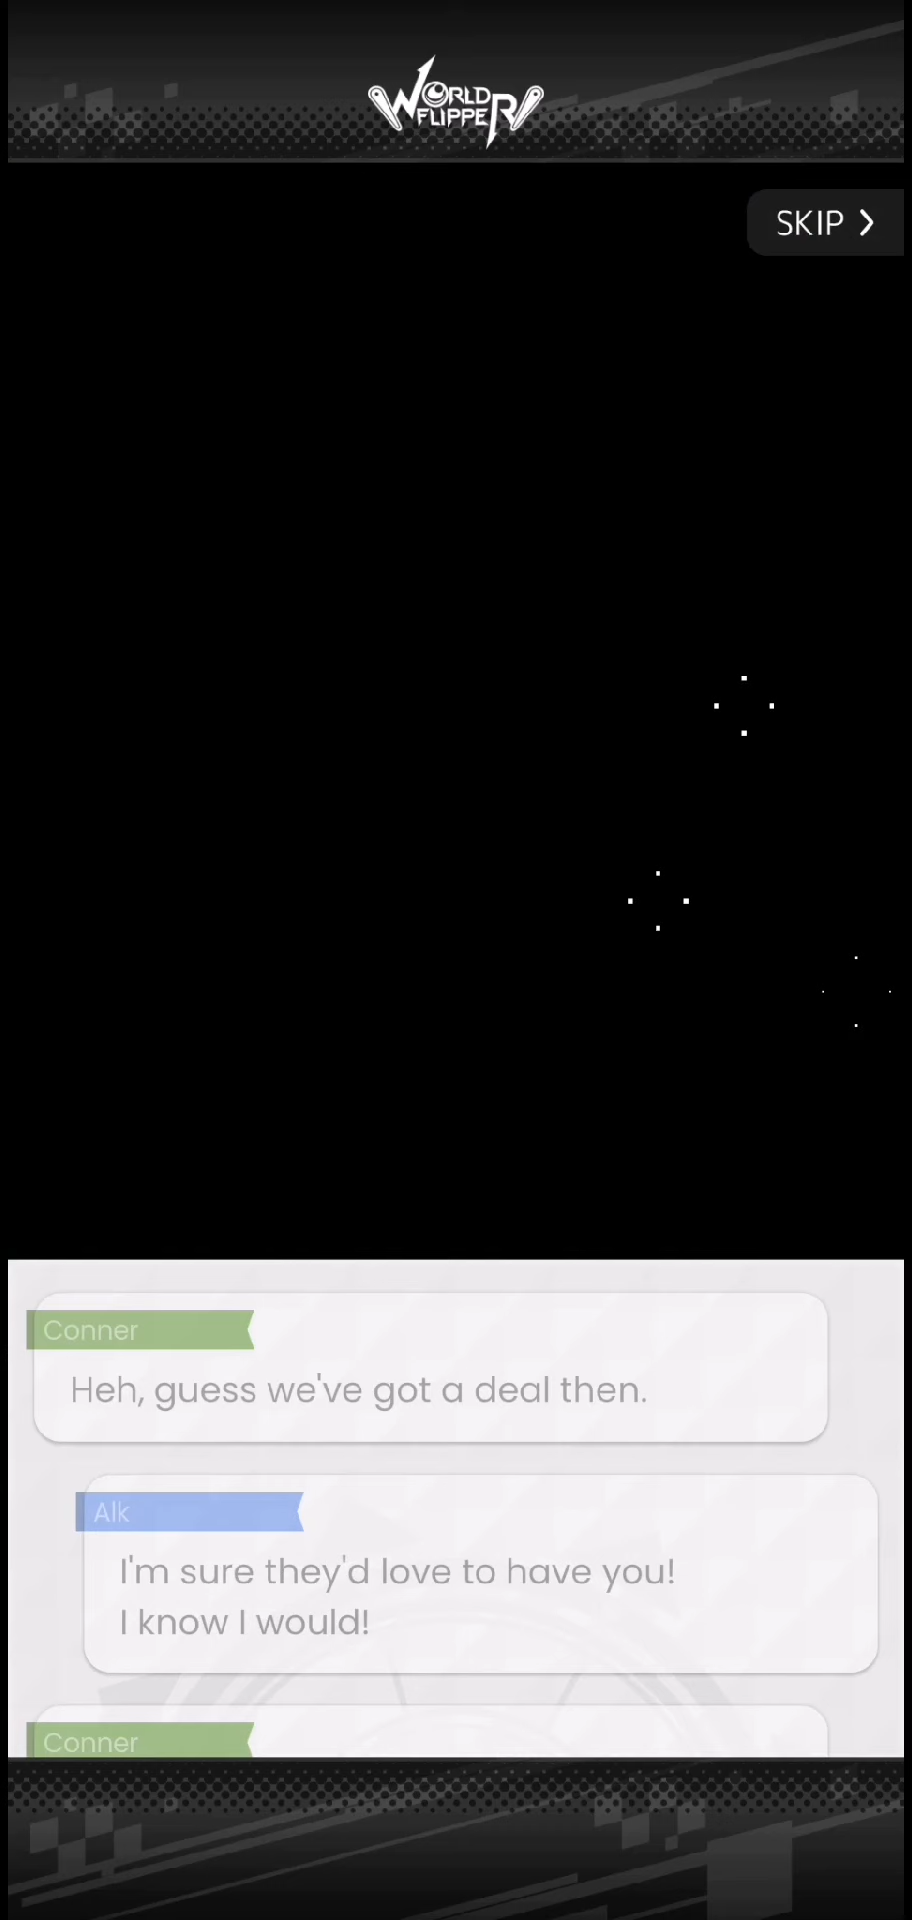 WORLD
FLIPPER
SKIP
Conner
Heh, guess we've got a deal then.
Alk
I'm sure they'd love to have you!
I know I would!
Conner